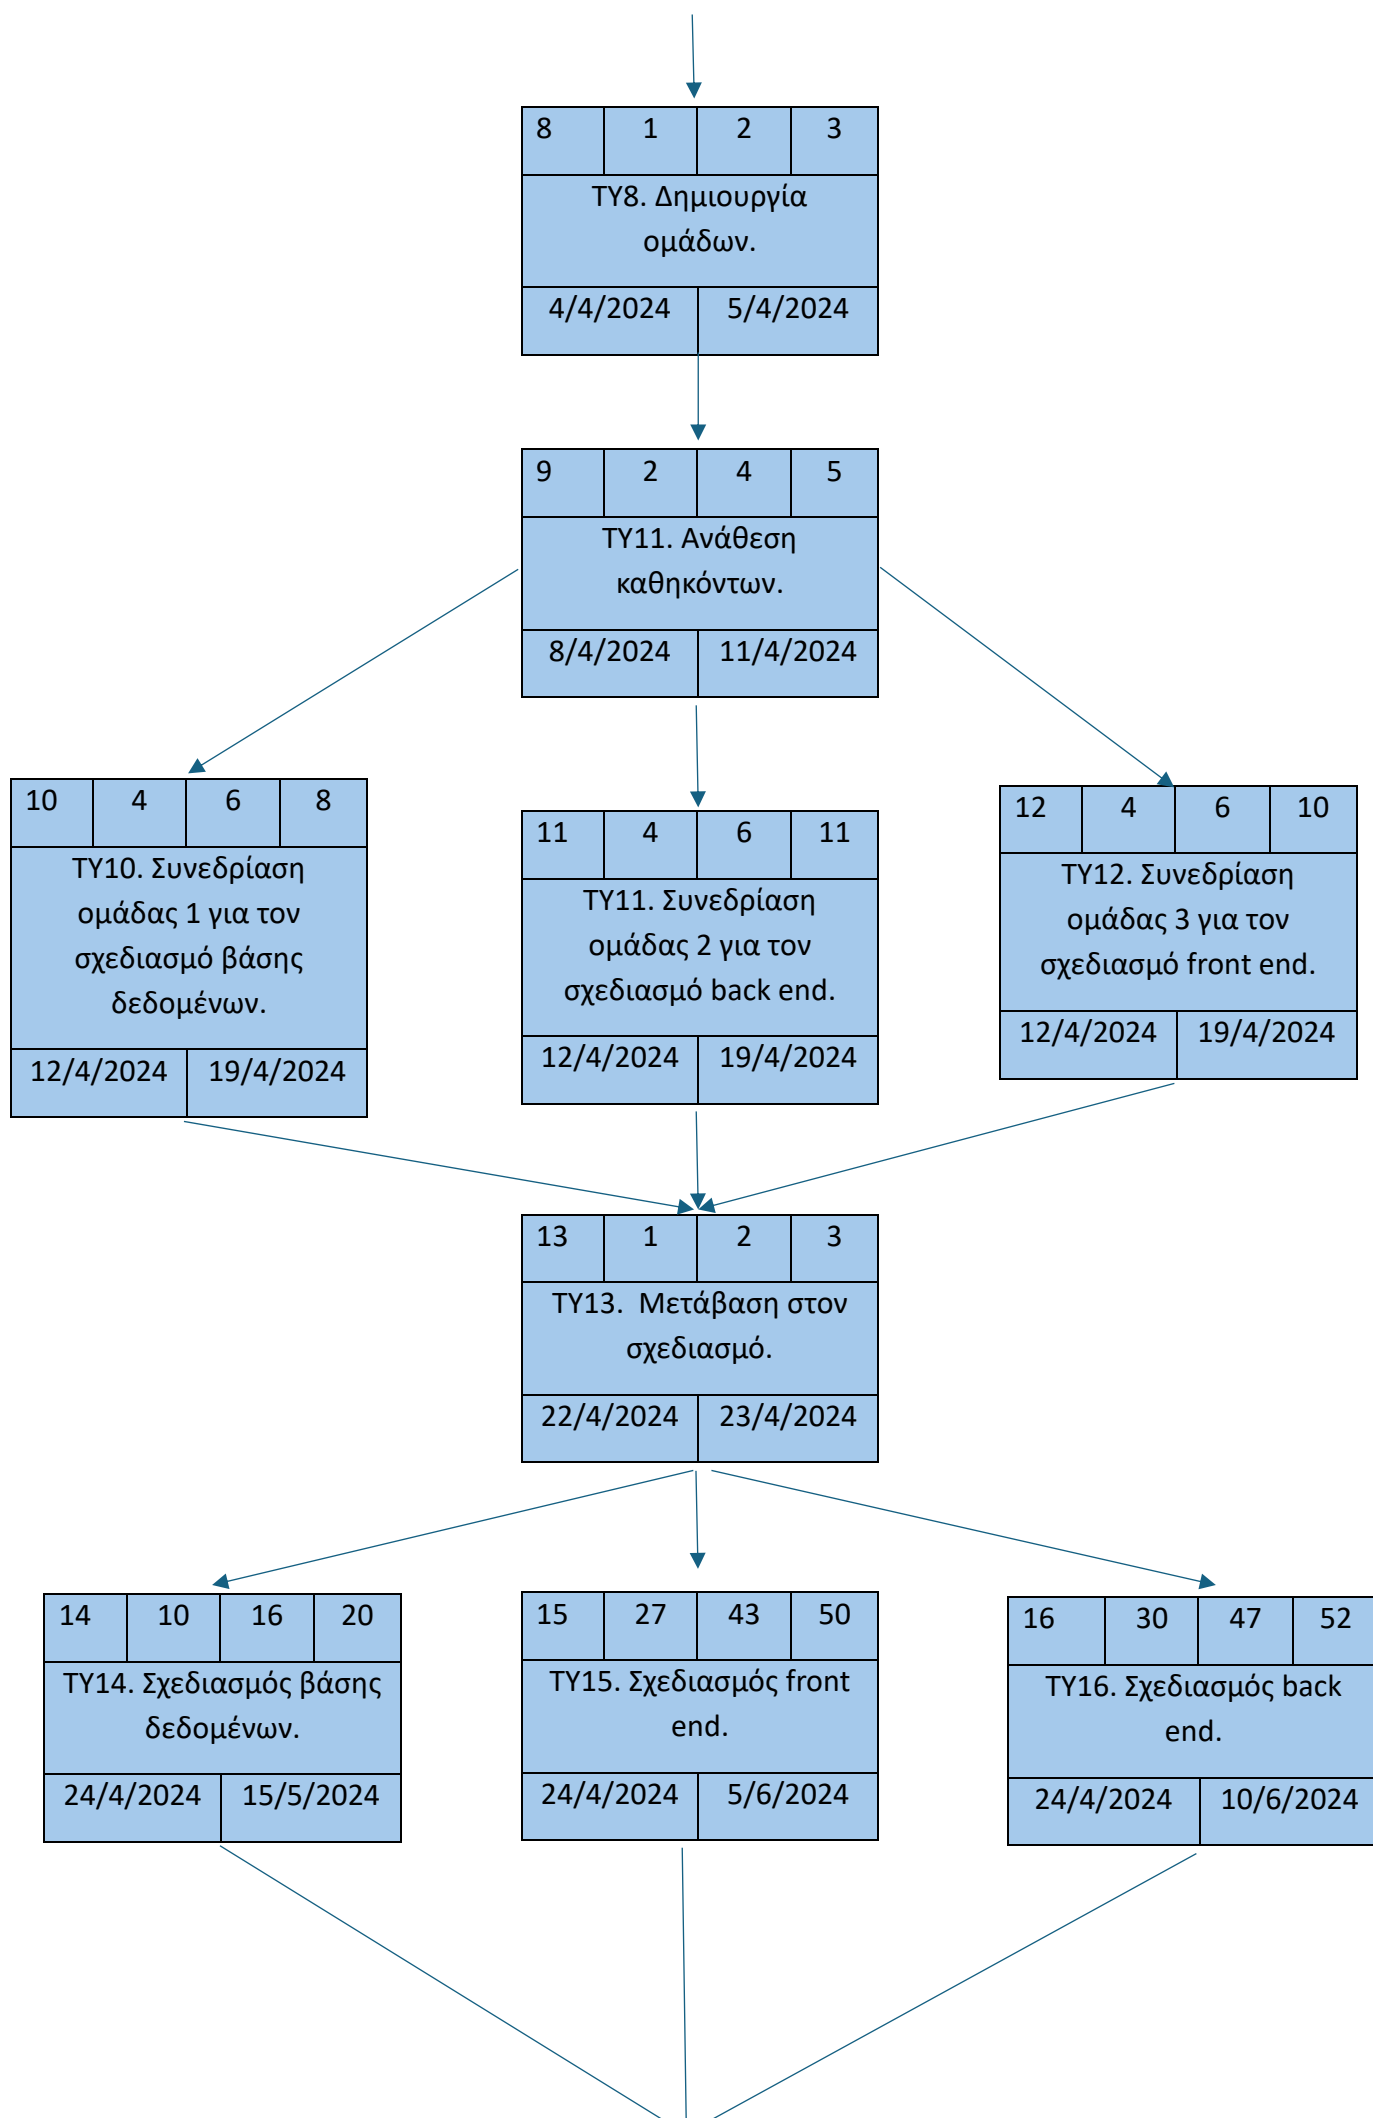 8 1 2 3
ΤΥ8. Δημιουργία
ομάδων.
4/4/2024 5/4/2024
9 2 4 5
ΤΥ11. Ανάθεση
καθηκόντων.
8/4/2024 11/4/2024
10 4 6 8
ΤΥ10. Συνεδρίαση
ομάδας 1 για τον
σχεδιασμό βάσης
δεδομένων.
12/4/2024 19/4/2024
11 4 6 11
ΤΥ11. Συνεδρίαση
ομάδας 2 για τον
σχεδιασμό back end.
12/4/2024 19/4/2024
12 4 6 10
ΤΥ12. Συνεδρίαση
ομάδας 3 για τον
σχεδιασμό front end.
12/4/2024 19/4/2024
13 1 2 3
ΤΥ13. Μετάβαση στον
σχεδιασμό.
22/4/2024 23/4/2024
14 10 16 20
ΤΥ14. Σχεδιασμός βάσης
δεδομένων.
24/4/2024 15/5/2024
15 27 43 50
ΤΥ15. Σχεδιασμός front
end.
24/4/2024 5/6/2024
16 30 47 52
ΤΥ16. Σχεδιασμός back
end.
24/4/2024 10/6/2024